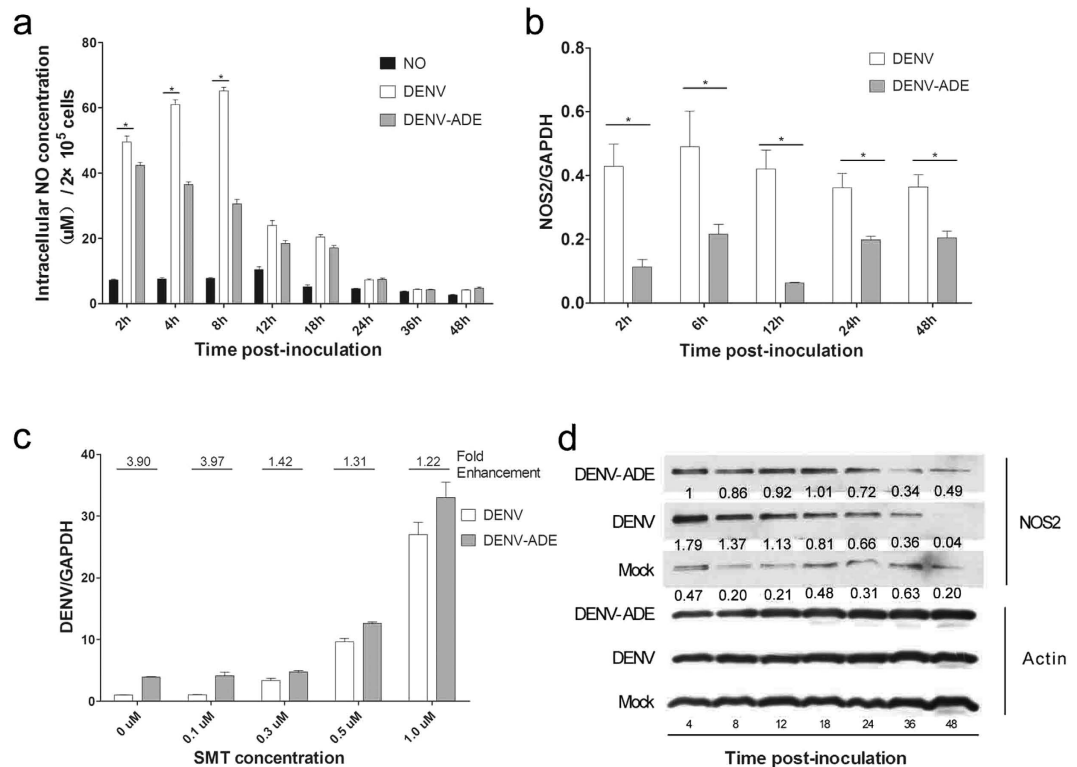 a
80
60
40
20
0
Intracellular NO concentration
(uM) / 2× 10⁵ cells
* * *
NO
DENV
DENV-ADE
2h 4h 8h 12h 18h 24h 36h 48h
Time post-inoculation
b
0.8
0.6
0.4
0.2
0.0
NOS2/GAPDH
* * * * *
DENV
DENV-ADE
2h 6h 12h 24h 48h
Time post-inoculation
c
40
30
20
10
0
DENV/GAPDH
3.90 3.97 1.42 1.31 1.22
Fold
Enhancement
DENV
DENV-ADE
0 uM 0.1 uM 0.3 uM 0.5 uM 1.0 uM
SMT concentration
d
DENV-ADE
1 0.86 0.92 1.01 0.72 0.34 0.49
DENV
1.79 1.37 1.13 0.81 0.66 0.36 0.04
Mock
0.47 0.20 0.21 0.48 0.31 0.63 0.20
NOS2
DENV-ADE
DENV
Mock
Actin
4 8 12 18 24 36 48
Time post-inoculation